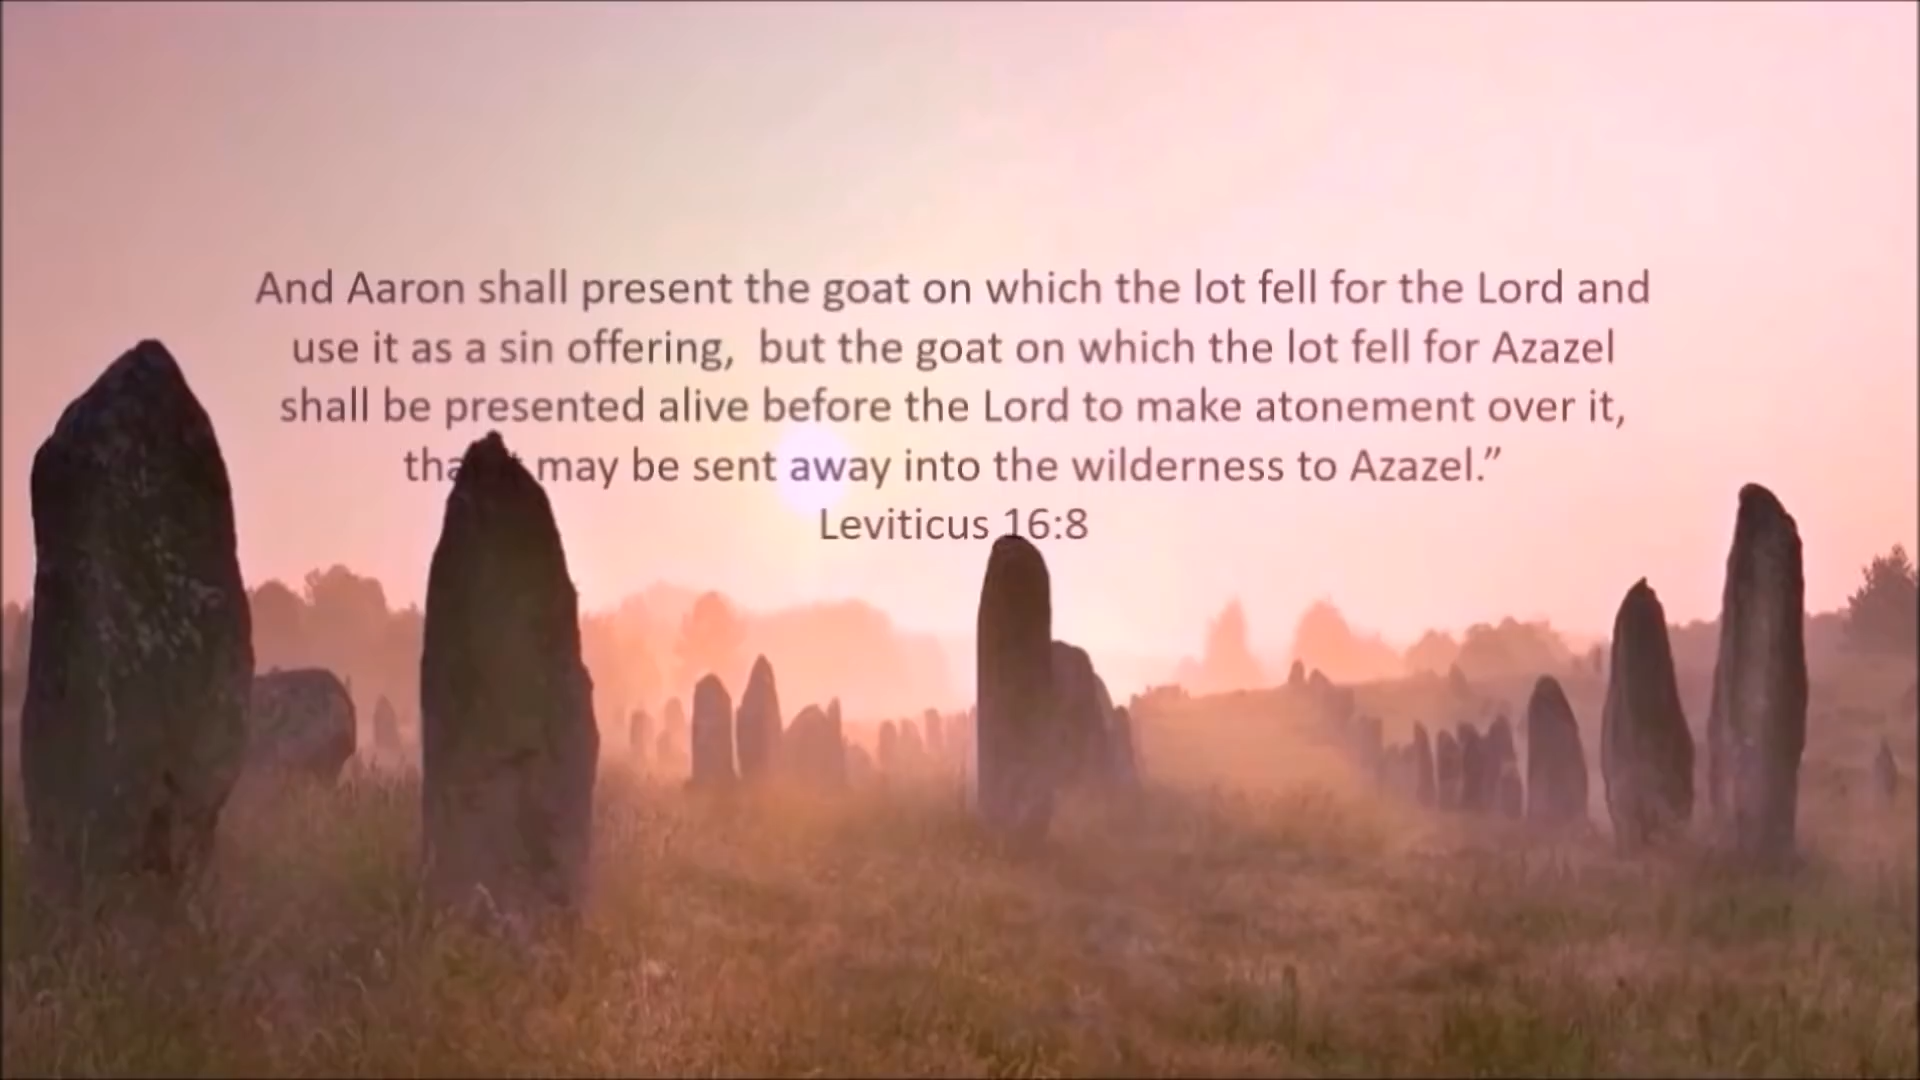 And Aaron shall present the goat on which the lot fell for the Lord and
use it as a sin offering,  but the goat on which the lot fell for Azazel
shall be presented alive before the Lord to make atonement over it,
that it may be sent away into the wilderness to Azazel.”
Leviticus 16:8